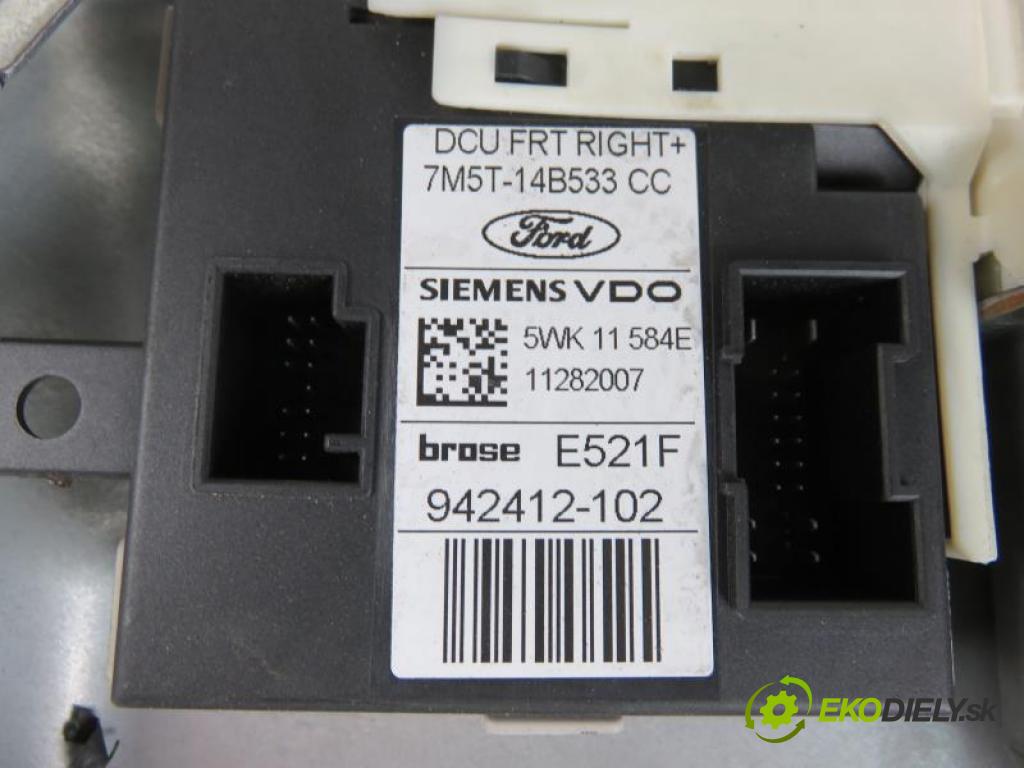 DCU FRT RIGHT+
7M5T-14B533 CC
Ford
SIEMENS VDO
5WK 11 584E
11282007
brose E521F
942412-102
EKODIELY.sk